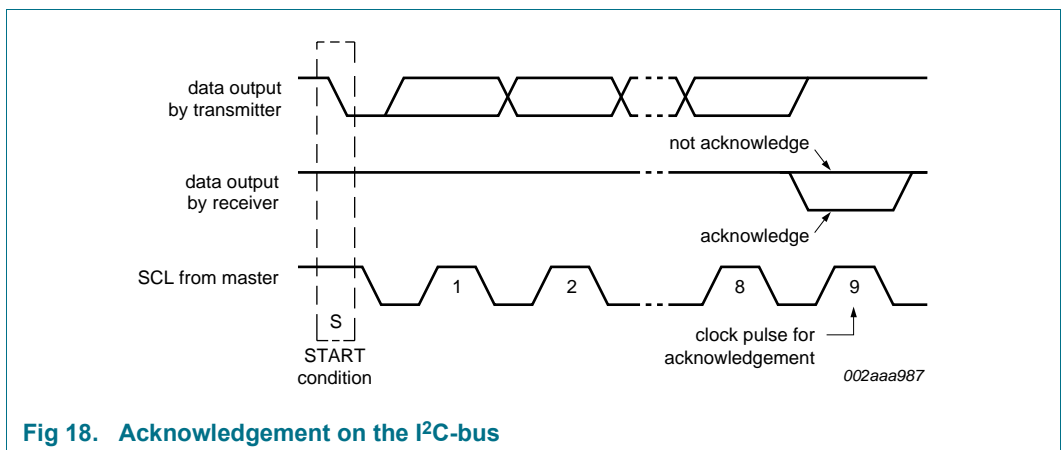 data output
by transmitter
not acknowledge
data output
by receiver
acknowledge
SCL from master
1
2
8
9
S
START
condition
clock pulse for
acknowledgement
002aaa987
Fig 18. Acknowledgement on the I²C-bus